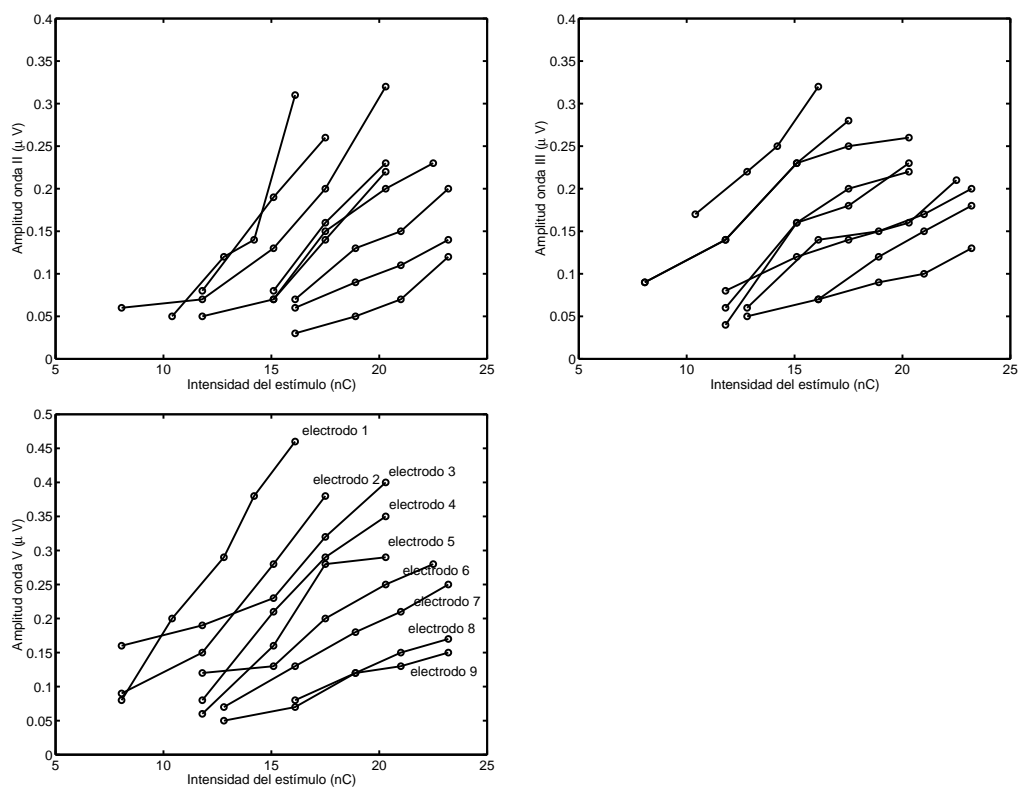 0.4
0.35
0.3
0.25
0.2
0.15
0.1
0.05
0
5
10
15
20
25
Amplitud onda II (μ V)
Intensidad del estímulo (nC)
0.4
0.35
0.3
0.25
0.2
0.15
0.1
0.05
0
5
10
15
20
25
Amplitud onda III (μ V)
Intensidad del estímulo (nC)
0.5
0.45
0.4
0.35
0.3
0.25
0.2
0.15
0.1
0.05
0
5
10
15
20
25
Amplitud onda V (μ V)
Intensidad del estímulo (nC)
electrodo 1
electrodo 2
electrodo 3
electrodo 4
electrodo 5
electrodo 6
electrodo 7
electrodo 8
electrodo 9